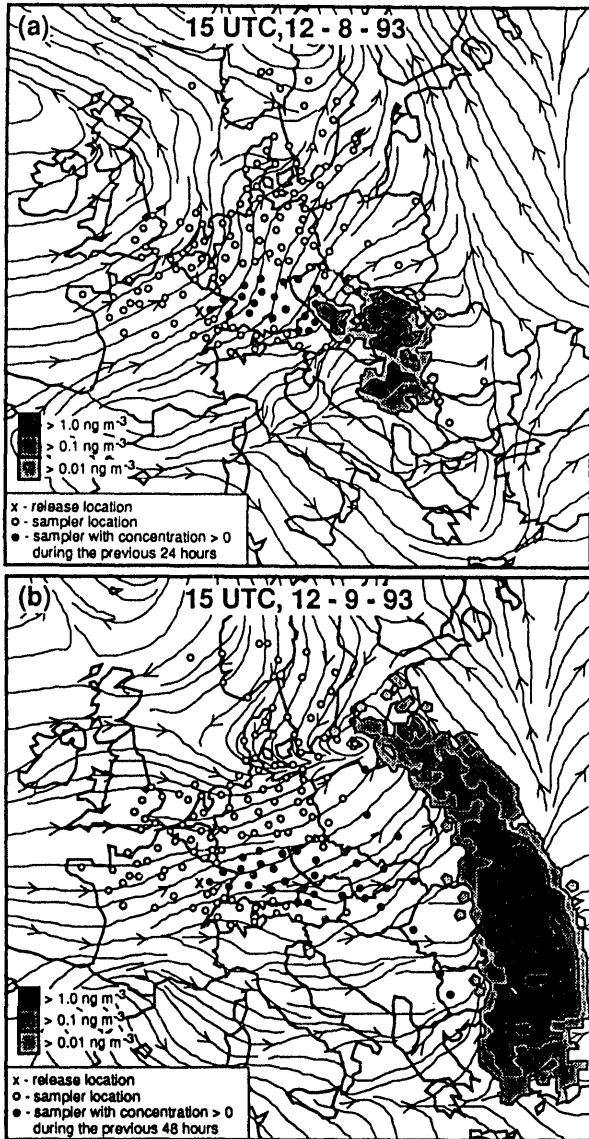 (a)
15 UTC, 12 - 8 - 93
> 1.0 ng m-3
> 0.1 ng m-3
> 0.01 ng m-3
x - release location
o - sampler location
● - sampler with concentration > 0
during the previous 24 hours
(b)
15 UTC, 12 - 9 - 93
> 1.0 ng m-3
> 0.1 ng m-3
> 0.01 ng m-3
x - release location
o - sampler location
● - sampler with concentration > 0
during the previous 48 hours